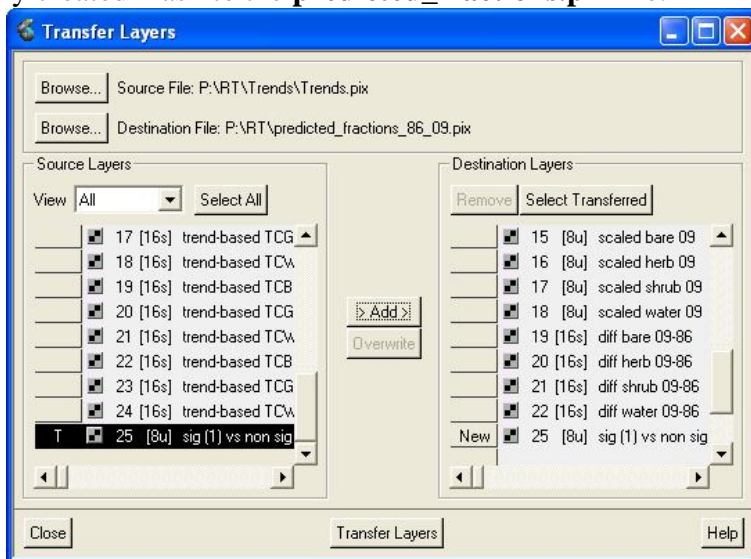 Transfer Layers
Browse... Source File: P:\RT\Trends\Trends.pix
Browse... Destination File: P:\RT\predicted_fractions_86_09.pix
Source Layers
View All Select All
17 [16s] trend-based TCG
18 [16s] trend-based TCW
19 [16s] trend-based TCB
20 [16s] trend-based TCG
21 [16s] trend-based TCW
22 [16s] trend-based TCB
23 [16s] trend-based TCG
24 [16s] trend-based TCW
T 25 [8u] sig (1) vs non sig
> Add >
Overwrite
Destination Layers
Remove Select Transferred
15 [8u] scaled bare 09
16 [8u] scaled herb 09
17 [8u] scaled shrub 09
18 [8u] scaled water 09
19 [16s] diff bare 09-86
20 [16s] diff herb 09-86
21 [16s] diff shrub 09-86
22 [16s] diff water 09-86
New 25 [8u] sig (1) vs non sig
Close Transfer Layers Help